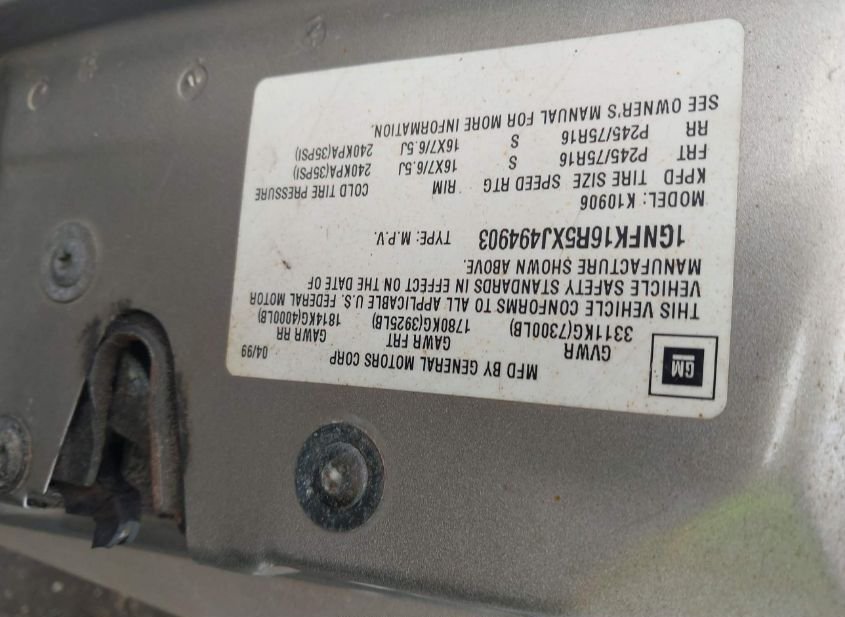 MFD BY GENERAL MOTORS CORP 04/99
GM
GVWR GAWR FRT GAWR RR
3311KG(7300LB) 1780KG(3925LB) 1814KG(4000LB)
THIS VEHICLE CONFORMS TO ALL APPLICABLE U.S. FEDERAL MOTOR
VEHICLE SAFETY STANDARDS IN EFFECT ON THE DATE OF
MANUFACTURE SHOWN ABOVE.
1GNFK16R5XJ494903 TYPE: M.P.V.
MODEL: K10906
KPFD TIRE SIZE SPEED RTG RIM COLD TIRE PRESSURE
FRT P245/75R16 S 16X7/6.5J 240KPA(35PSI)
RR P245/75R16 S 16X7/6.5J 240KPA(35PSI)
SEE OWNER'S MANUAL FOR MORE INFORMATION.